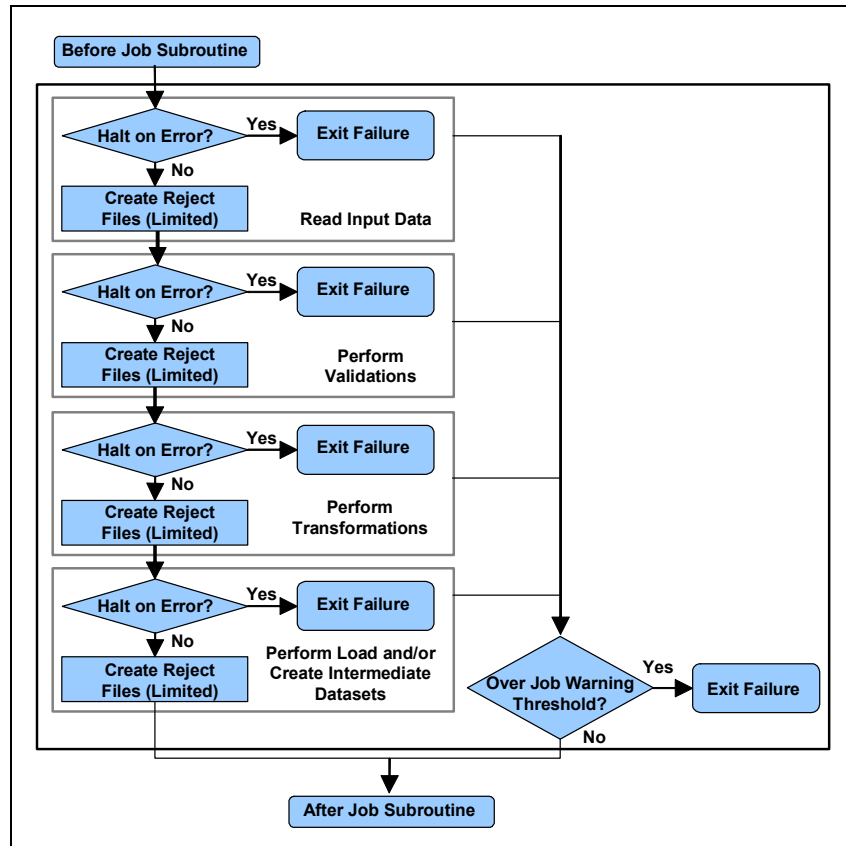 Before Job Subroutine
Halt on Error?
Yes
Exit Failure
No
Create Reject
Files (Limited)
Read Input Data
Halt on Error?
Yes
Exit Failure
No
Create Reject
Files (Limited)
Perform
Validations
Halt on Error?
Yes
Exit Failure
No
Create Reject
Files (Limited)
Perform
Transformations
Halt on Error?
Yes
Exit Failure
No
Create Reject
Files (Limited)
Perform Load and/or
Create Intermediate
Datasets
Over Job Warning
Threshold?
Yes
Exit Failure
No
After Job Subroutine